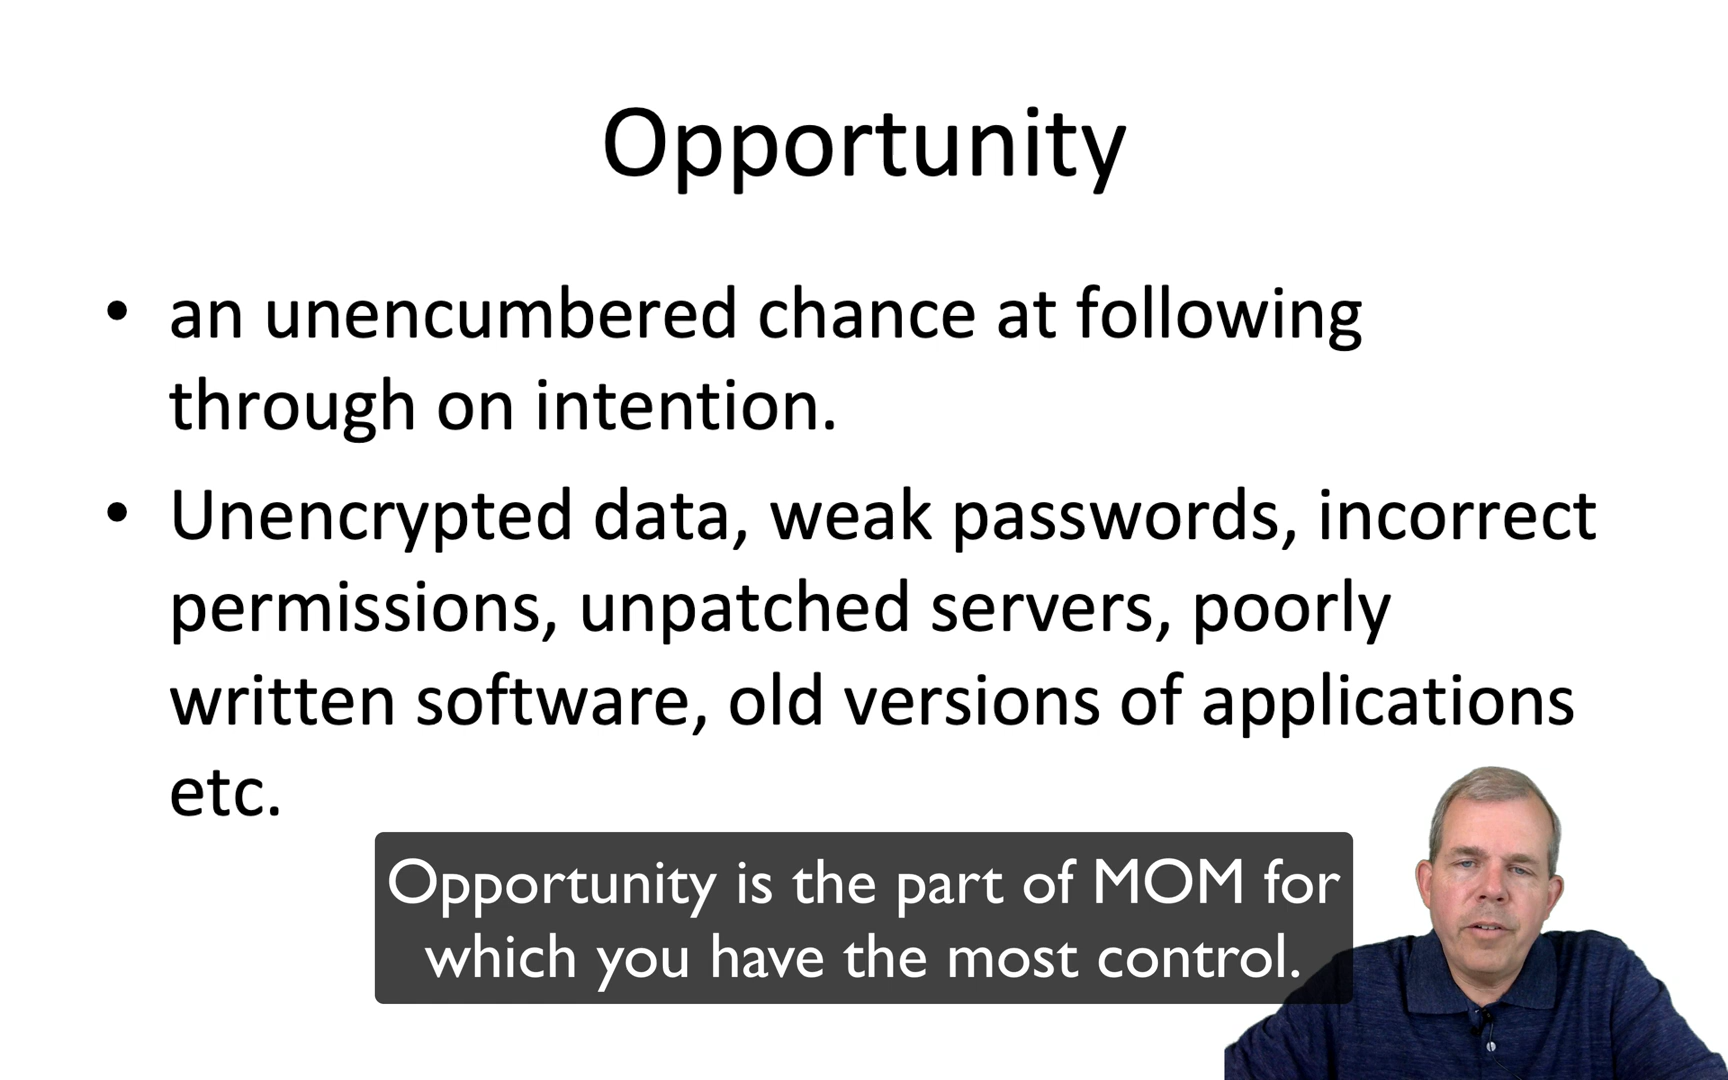 Opportunity
• an unencumbered chance at following
through on intention.
• Unencrypted data, weak passwords, incorrect
permissions, unpatched servers, poorly
written software, old versions of applications
etc.
Opportunity is the part of MOM for
which you have the most control.